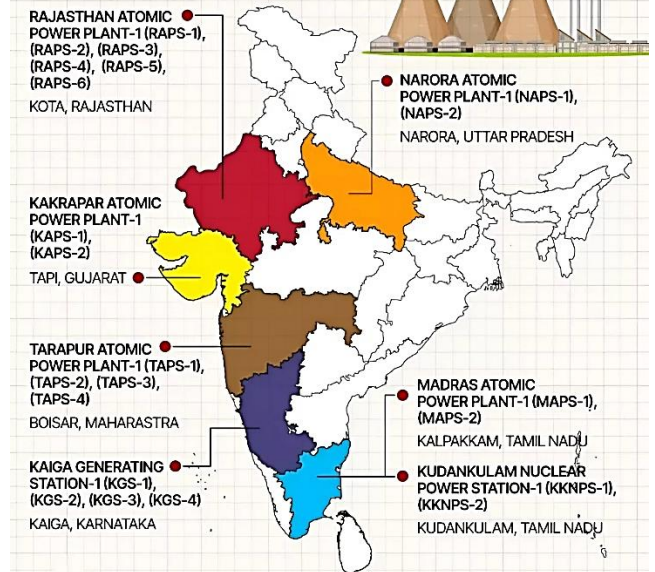 RAJASTHAN ATOMIC
POWER PLANT-1 (RAPS-1),
(RAPS-2), (RAPS-3),
(RAPS-4), (RAPS-5),
(RAPS-6)
KOTA, RAJASTHAN
NARORA ATOMIC
POWER PLANT-1 (NAPS-1),
(NAPS-2)
NARORA, UTTAR PRADESH
KAKRAPAR ATOMIC
POWER PLANT-1
(KAPS-1),
(KAPS-2)
TAPI, GUJARAT
TARAPUR ATOMIC
POWER PLANT-1 (TAPS-1),
(TAPS-2), (TAPS-3),
(TAPS-4)
BOISAR, MAHARASTRA
MADRAS ATOMIC
POWER PLANT-1 (MAPS-1),
(MAPS-2)
KALPAKKAM, TAMIL NADU
KAIGA GENERATING
STATION-1 (KGS-1),
(KGS-2), (KGS-3), (KGS-4)
KAIGA, KARNATAKA
KUDANKULAM NUCLEAR
POWER STATION-1 (KKNPS-1),
(KKNPS-2)
KUDANKULAM, TAMIL NADU